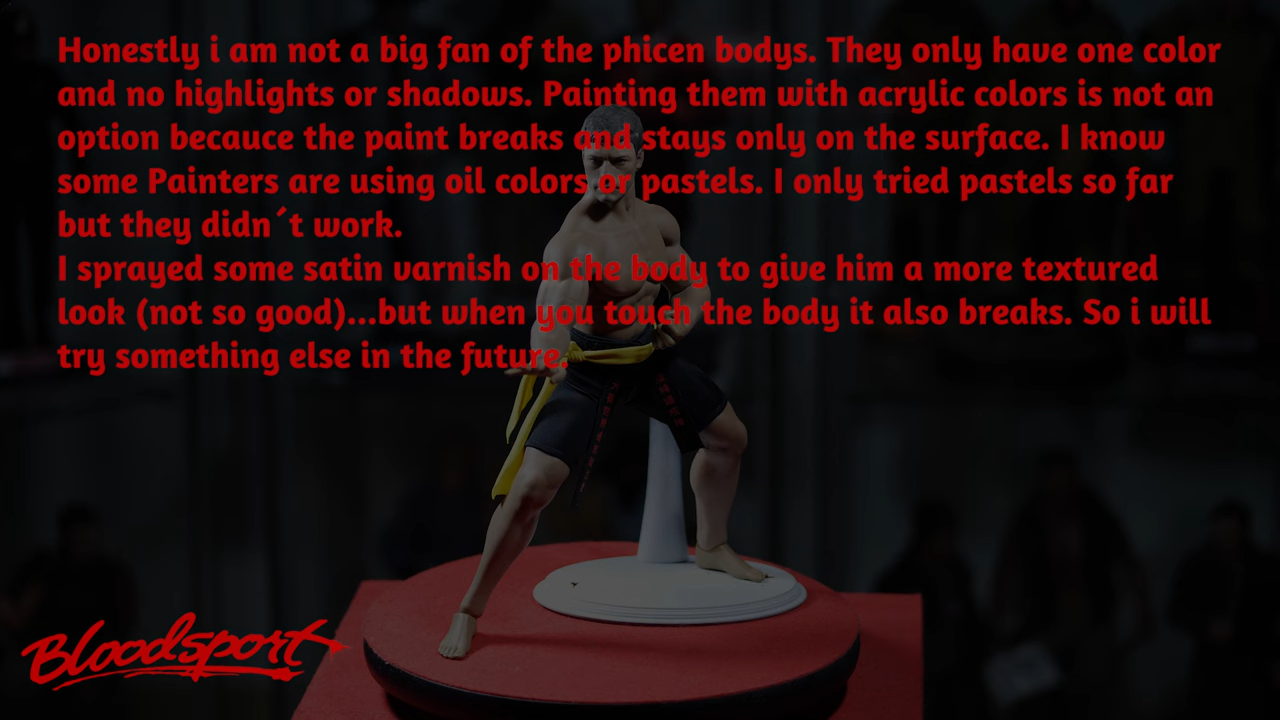 Honestly i am not a big fan of the phicen bodys. They only have one color
and no highlights or shadows. Painting them with acrylic colors is not an
option becauce the paint breaks and stays only on the surface. I know
some Painters are using oil colors or pastels. I only tried pastels so far
but they didn´t work.
I sprayed some satin varnish on the body to give him a more textured
look (not so good)...but when you touch the body it also breaks. So i will
try something else in the future.
Bloodsport